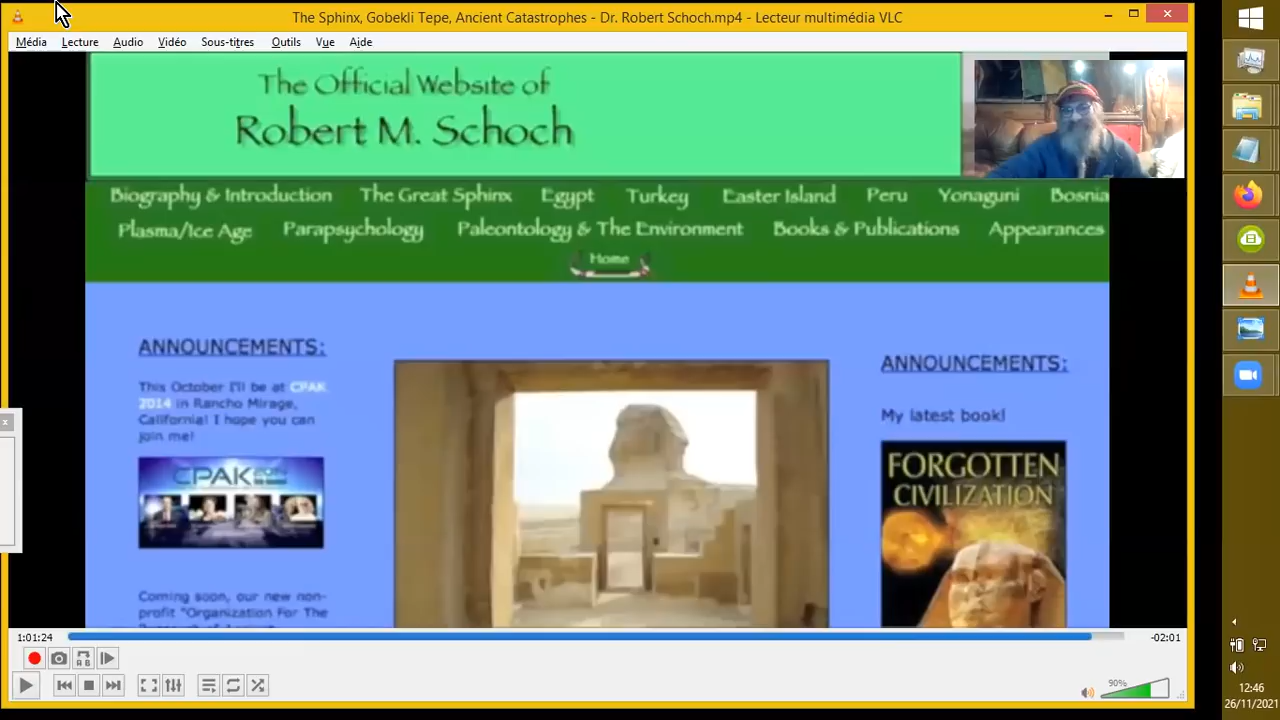 The Sphinx, Gobekli Tepe, Ancient Catastrophes - Dr. Robert Schoch.mp4 - Lecteur multimédia VLC
Média Lecture Audio Vidéo Sous-titres Outils Vue Aide
The Official Website of
Robert M. Schoch
Biography & Introduction The Great Sphinx Egypt Turkey Easter Island Peru Yonaguni Bosnia
Plasma/Ice Age Parapsychology Paleontology & The Environment Books & Publications Appearances
Home
ANNOUNCEMENTS:
This October I'll be at CPAK
2014 in Rancho Mirage,
California! I hope you can
join me!
CPAK
Coming soon, our new non-
profit "Organization For The
ANNOUNCEMENTS:
My latest book!
FORGOTTEN
CIVILIZATION
1:01:24
-02:01
90%
12:46
26/11/2021